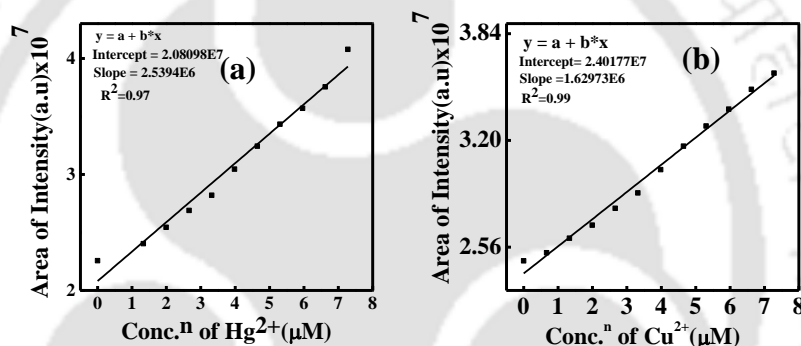 7
Area of Intensity(a.u)x10
4
3
2
y = a + b*x
Intercept = 2.08098E7
Slope = 2.5394E6
R2=0.97
(a)
0 1 2 3 4 5 6 7 8
Conc.n of Hg2+(μM)
7
Area of Intensity(a.u)x10
3.84
3.20
2.56
y = a + b*x
Intercept= 2.40177E7
Slope =1.62973E6
R2=0.99
(b)
0 1 2 3 4 5 6 7 8
Conc.n of Cu2+(μM)